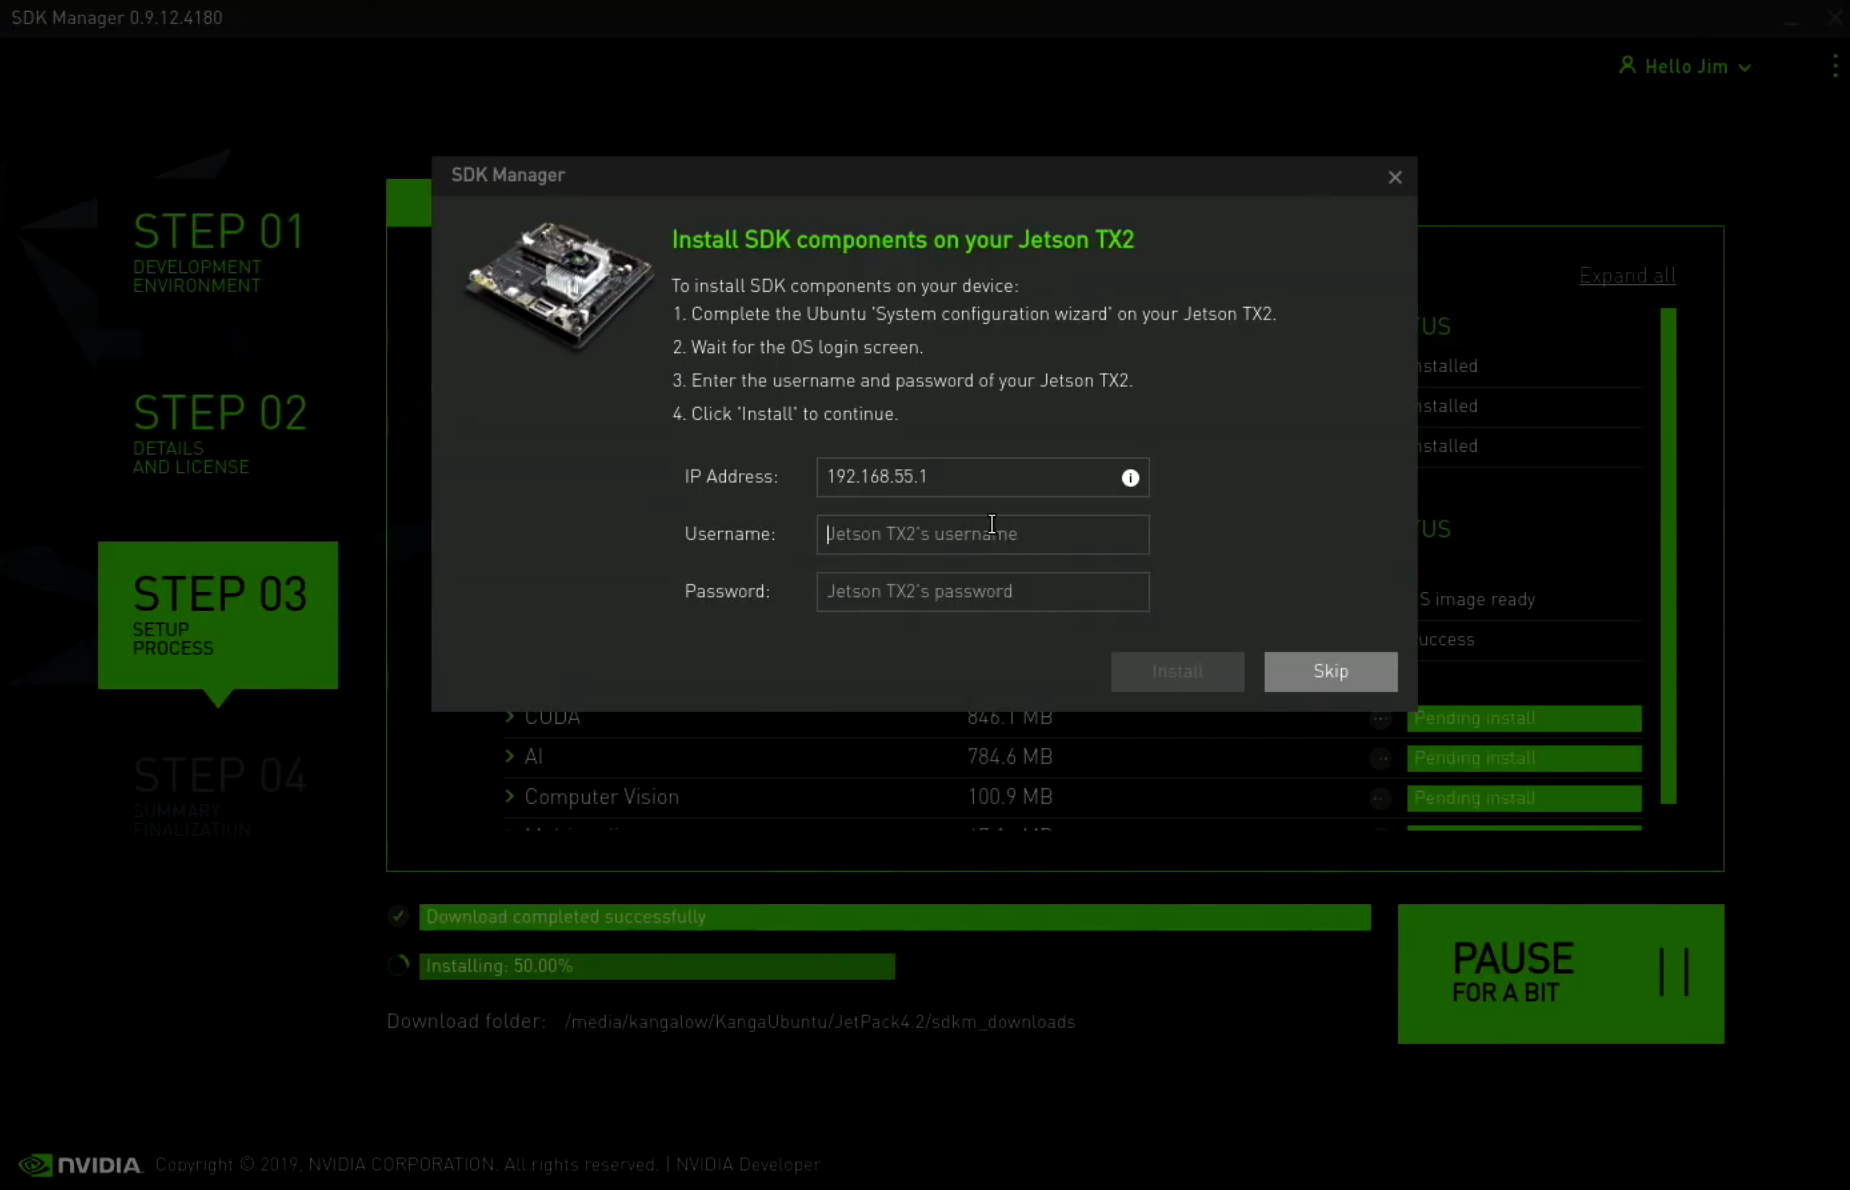 SDK Manager 0.9.12.4180
Hello Jim
SDK Manager
STEP 01
DEVELOPMENT
ENVIRONMENT
STEP 02
DETAILS
AND LICENSE
STEP 03
SETUP
PROCESS
STEP 04
SUMMARY
FINALIZATION
Install SDK components on your Jetson TX2
To install SDK components on your device:
1. Complete the Ubuntu 'System configuration wizard' on your Jetson TX2.
2. Wait for the OS login screen.
3. Enter the username and password of your Jetson TX2.
4. Click 'Install' to continue.
IP Address: 192.168.55.1
Username: Jetson TX2's username
Password: Jetson TX2's password
Install Skip
Expand all
TUS
nstalled
nstalled
nstalled
TUS
S image ready
uccess
CUDA 846.1 MB Pending install
AI 784.6 MB Pending install
Computer Vision 100.9 MB Pending install
Download completed successfully
Installing: 50.00%
Download folder: /media/kangalow/KangaUbuntu/JetPack4.2/sdkm_downloads
PAUSE
FOR A BIT
NVIDIA. Copyright © 2019, NVIDIA CORPORATION. All rights reserved. | NVIDIA Developer